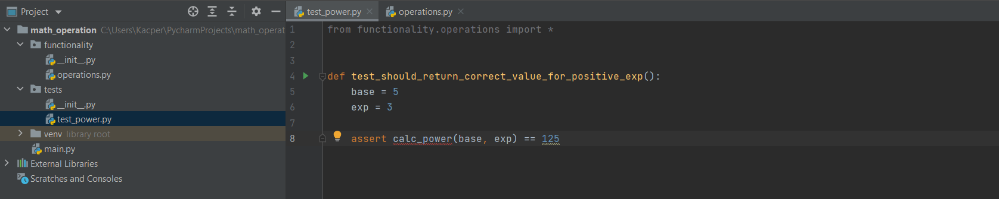 Project
math_operation C:\Users\Kacper\PycharmProjects\math_operat
functionality
__init__.py
operations.py
tests
__init__.py
test_power.py
venv library root
main.py
External Libraries
Scratches and Consoles
test_power.py operations.py
1 from functionality.operations import *
2
3
4 def test_should_return_correct_value_for_positive_exp():
5 base = 5
6 exp = 3
7
8 assert calc_power(base, exp) == 125